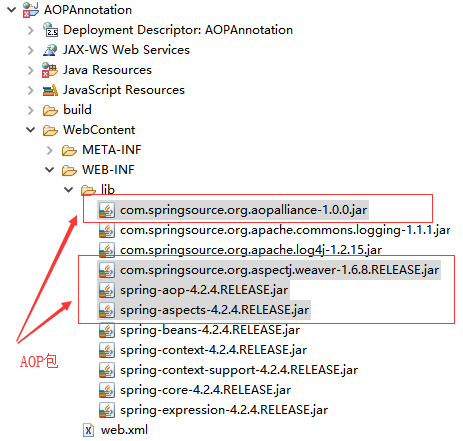 AOPAnnotation
Deployment Descriptor: AOPAnnotation
JAX-WS Web Services
Java Resources
JavaScript Resources
build
WebContent
META-INF
WEB-INF
lib
com.springsource.org.aopalliance-1.0.0.jar
com.springsource.org.apache.commons.logging-1.1.1.jar
com.springsource.org.apache.log4j-1.2.15.jar
com.springsource.org.aspectj.weaver-1.6.8.RELEASE.jar
spring-aop-4.2.4.RELEASE.jar
spring-aspects-4.2.4.RELEASE.jar
spring-beans-4.2.4.RELEASE.jar
spring-context-4.2.4.RELEASE.jar
AOP包
spring-context-support-4.2.4.RELEASE.jar
spring-core-4.2.4.RELEASE.jar
spring-expression-4.2.4.RELEASE.jar
web.xml